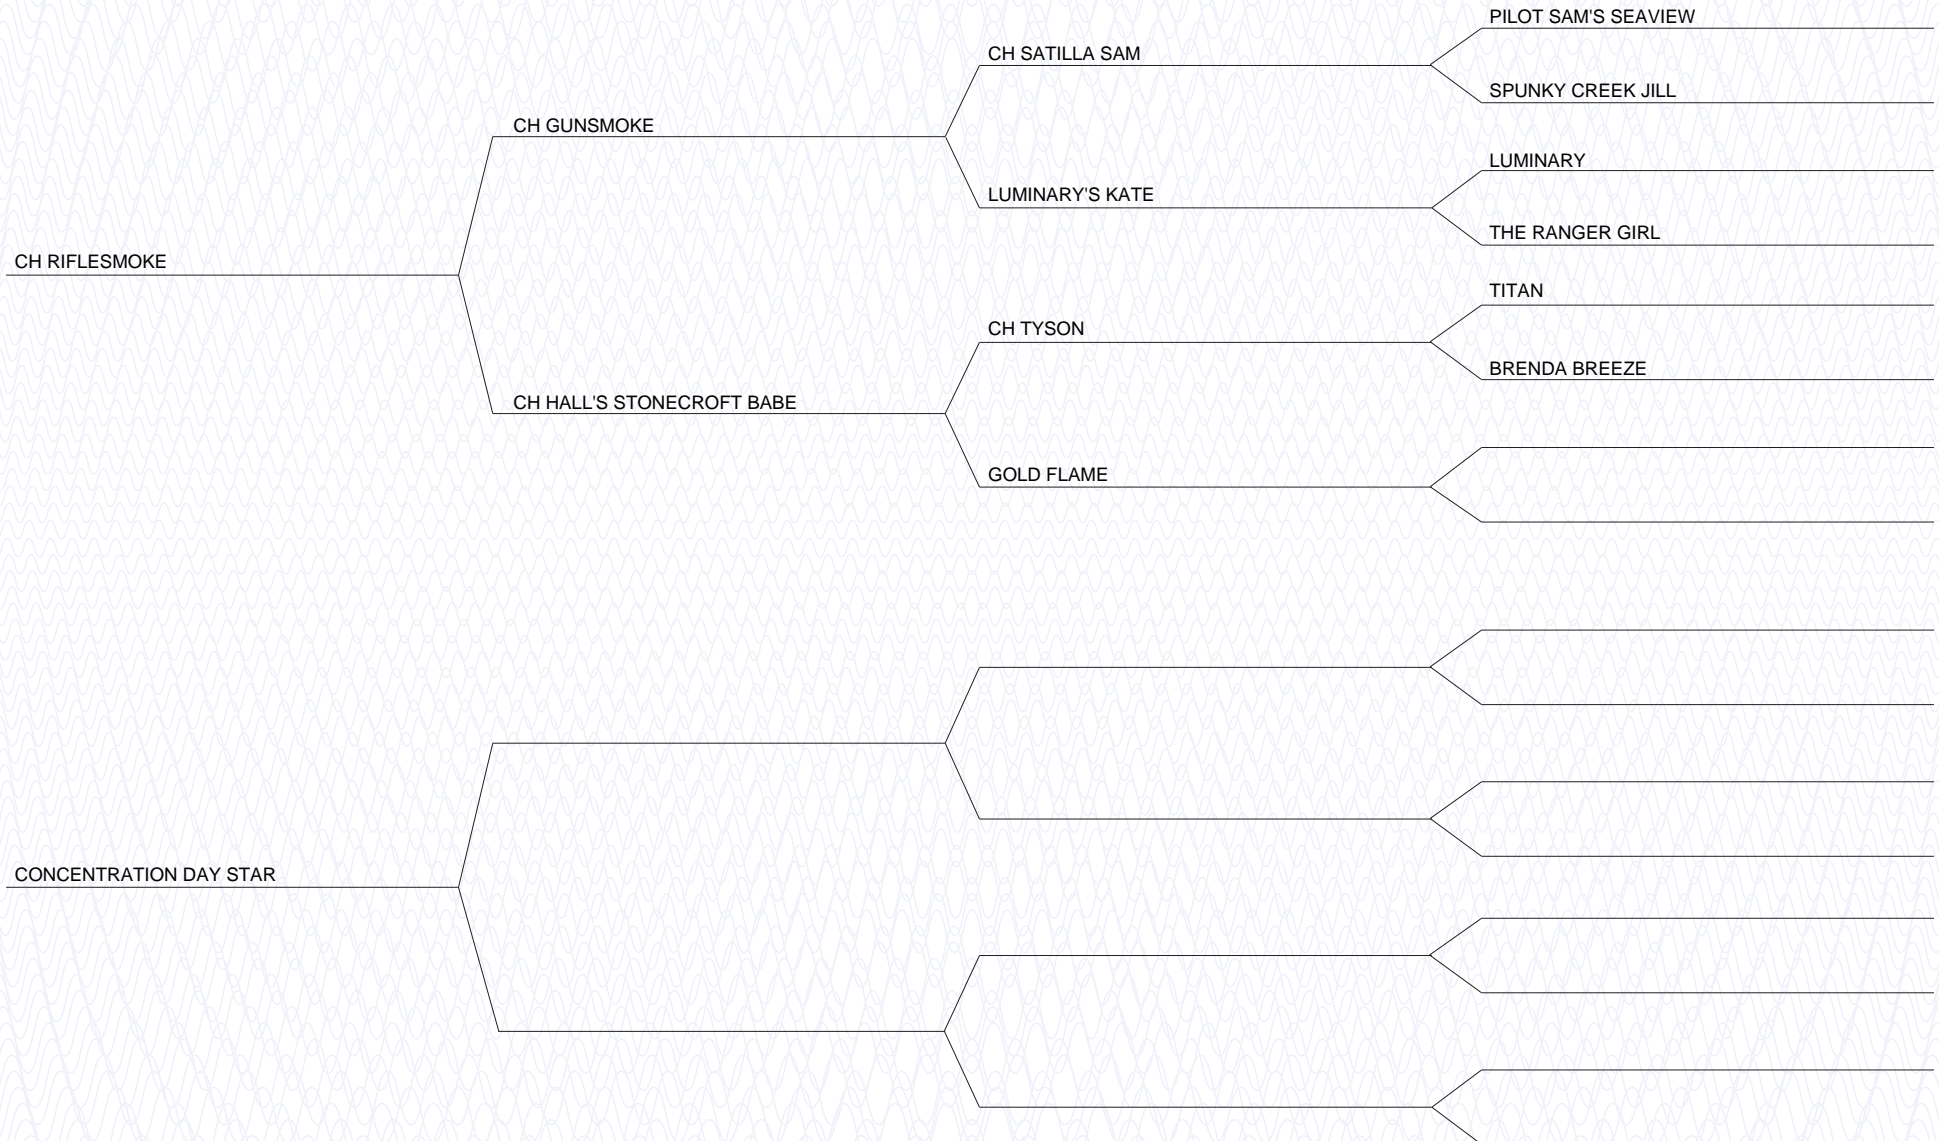 PILOT SAM'S SEAVIEW
CH SATILLA SAM
SPUNKY CREEK JILL
CH GUNSMOKE
LUMINARY
LUMINARY'S KATE
THE RANGER GIRL
CH RIFLESMOKE
TITAN
CH TYSON
BRENDA BREEZE
CH HALL'S STONECROFT BABE
GOLD FLAME
CONCENTRATION DAY STAR